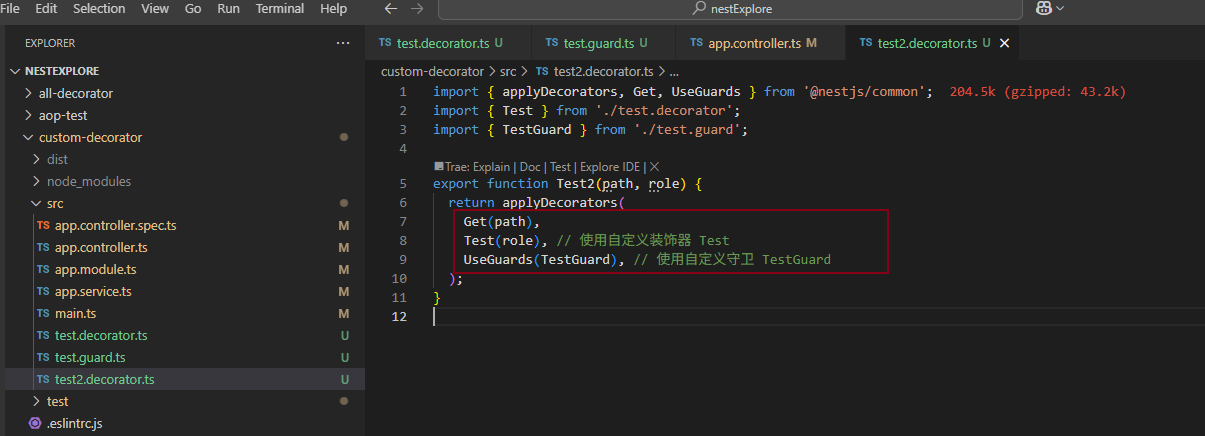 File Edit Selection View Go Run Terminal Help
nestExplore
EXPLORER
test.decorator.ts U
test.guard.ts U
app.controller.ts M
test2.decorator.ts U
custom-decorator > src > TS test2.decorator.ts > ...
NESTEXPLORE
all-decorator
aop-test
custom-decorator
dist
node_modules
src
TS app.controller.spec.ts M
TS app.controller.ts M
TS app.module.ts M
TS app.service.ts M
TS main.ts M
TS test.decorator.ts U
TS test.guard.ts U
TS test2.decorator.ts U
test
.eslintrc.js
1 import { applyDecorators, Get, UseGuards } from '@nestjs/common'; 204.5k (gzipped: 43.2k)
2 import { Test } from './test.decorator';
3 import { TestGuard } from './test.guard';
4
Trae: Explain | Doc | Test | Explore IDE | X
5 export function Test2(path, role) {
6 return applyDecorators(
7 Get(path),
8 Test(role), // 使用自定义装饰器 Test
9 UseGuards(TestGuard), // 使用自定义守卫 TestGuard
10 );
11 }
12